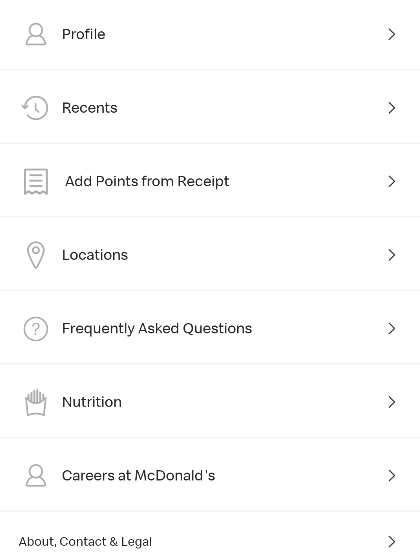 Profile
Recents
Add Points from Receipt
Locations
Frequently Asked Questions
Nutrition
Careers at McDonald's
About, Contact & Legal